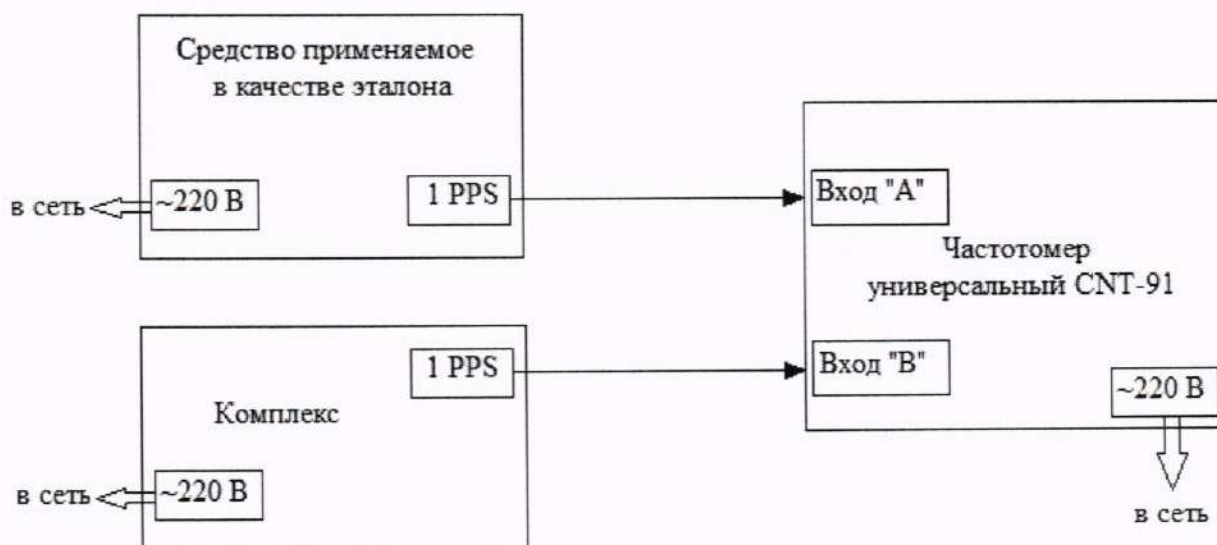 Средство применяемое
в качестве эталона
в сеть
~220 В
1 PPS
Вход "А"
Частотомер
универсальный CNT-91
1 PPS
Вход "В"
Комплекс
~220 В
в сеть
~220 В
в сеть